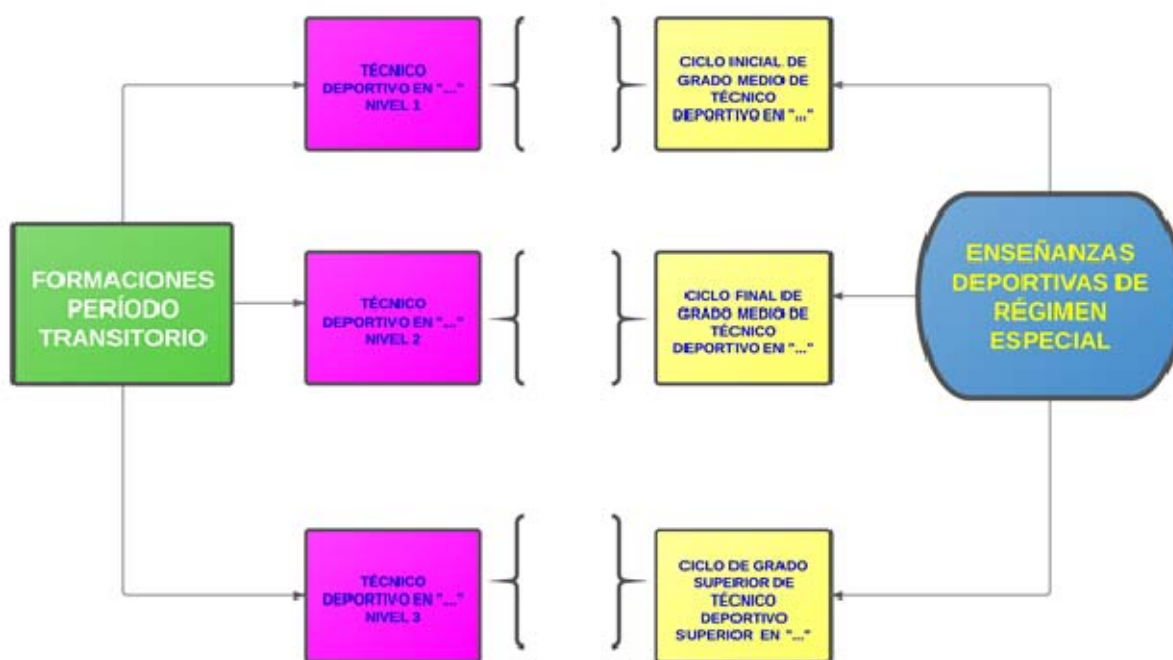 TÉCNICO
DEPORTIVO EN "..."
NIVEL 1
CICLO INICIAL DE
GRADO MEDIO DE
TÉCNICO
DEPORTIVO EN "..."
FORMACIONES
PERÍODO
TRANSITORIO
TÉCNICO
DEPORTIVO EN "..."
NIVEL 2
CICLO FINAL DE
GRADO MEDIO DE
TÉCNICO
DEPORTIVO EN "..."
ENSEÑANZAS
DEPORTIVAS DE
RÉGIMEN
ESPECIAL
TÉCNICO
DEPORTIVO EN "..."
NIVEL 3
CICLO DE GRADO
SUPERIOR DE
TÉCNICO
DEPORTIVO
SUPERIOR EN "..."